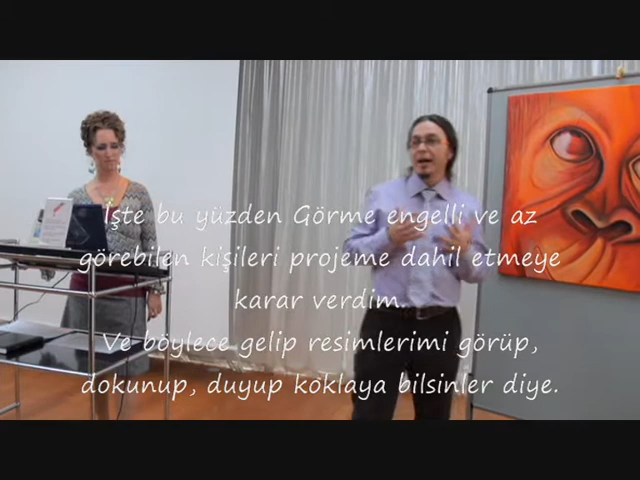 İşte bu yüzden Görme engelli ve az
görebilen kişileri projeme dahil etmeye
karar verdim.
Ve böylece gelip resimlerimi görüp,
dokunup, duyup koklaya bilsinler diye.